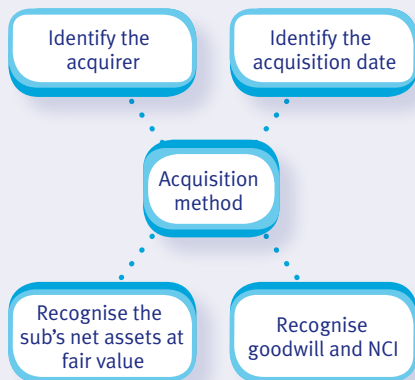 Identify the
acquirer
Identify the
acquisition date
Acquisition
method
Recognise the
sub's net assets at
fair value
Recognise
goodwill and NCI